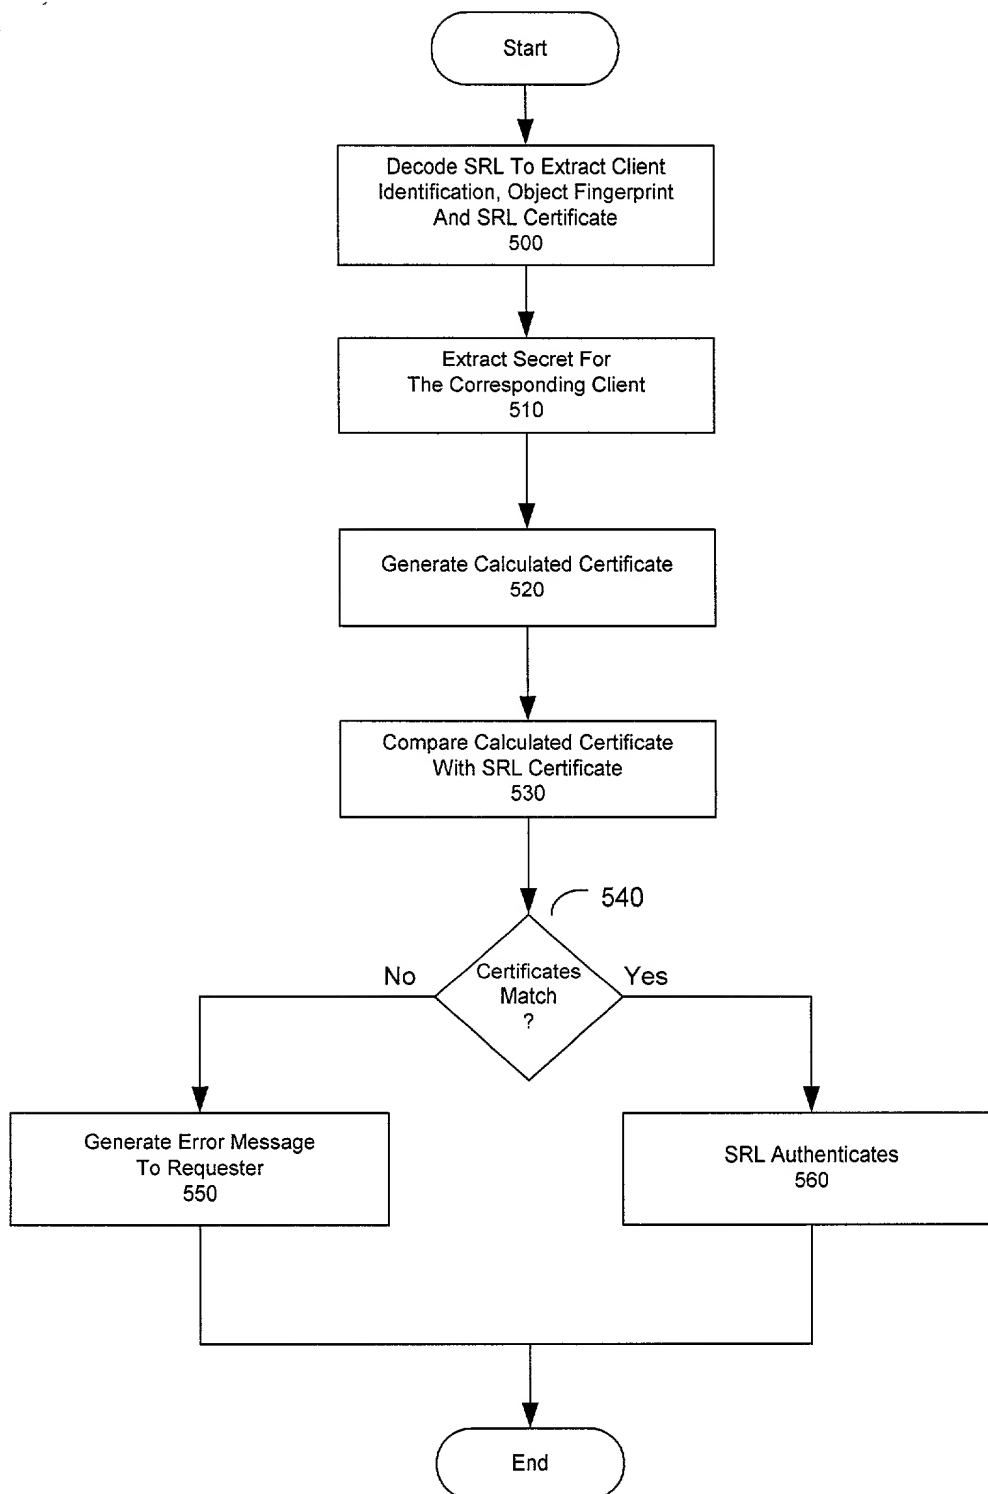 Start
Decode SRL To Extract Client
Identification, Object Fingerprint
And SRL Certificate
500
Extract Secret For
The Corresponding Client
510
Generate Calculated Certificate
520
Compare Calculated Certificate
With SRL Certificate
530
540
Certificates
Match
?
No
Yes
Generate Error Message
To Requester
550
SRL Authenticates
560
End